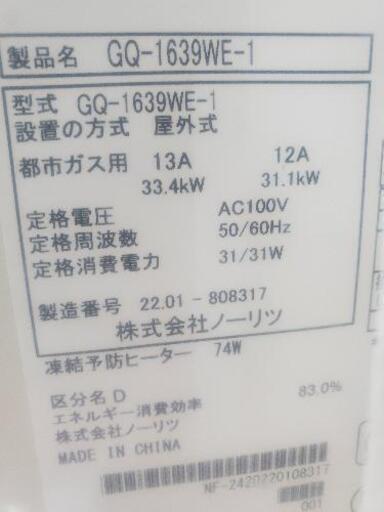 製品名 GQ-1639WE-1
型式 GQ-1639WE-1
設置の方式 屋外式
都市ガス用 13A 12A
33.4kW 31.1kW
定格電圧 AC100V
定格周波数 50/60Hz
定格消費電力 31/31W
製造番号 22.01 - 808317
株式会社ノーリツ
凍結予防ヒーター 74W
区分名 D
エネルギー消費効率 83.0%
株式会社ノーリツ
MADE IN CHINA
001